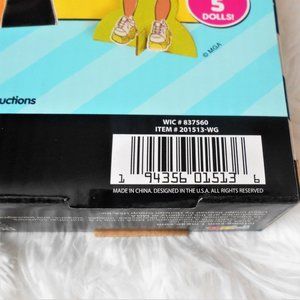 5
DOLLS!
© MGA
uctions
WIC # 837560
ITEM # 201513-WG
1 94356 01513 6
MADE IN CHINA. DESIGNED IN THE U.S.A. ALL RIGHTS RESERVED